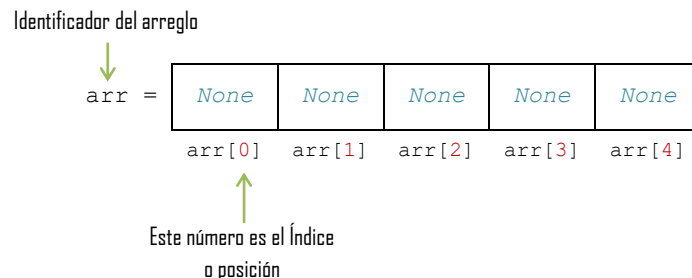 Identificador del arreglo
arr = None None None None None
arr[0] arr[1] arr[2] arr[3] arr[4]
Este número es el Índice
o posición